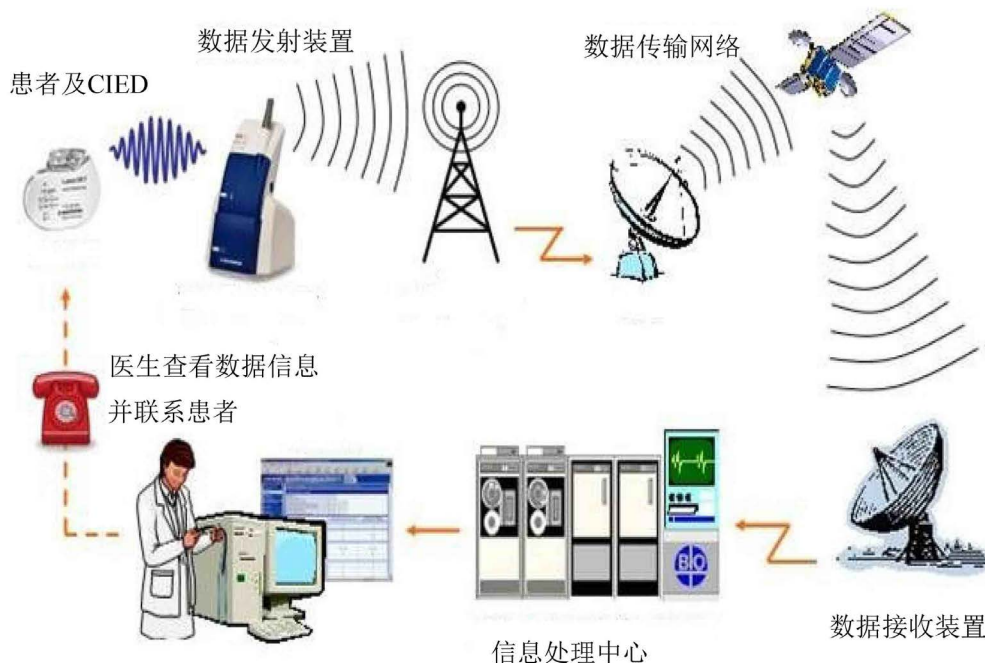 数据发射装置
数据传输网络
患者及CIED
医生查看数据信息
并联系患者
BIO
信息处理中心
数据接收装置